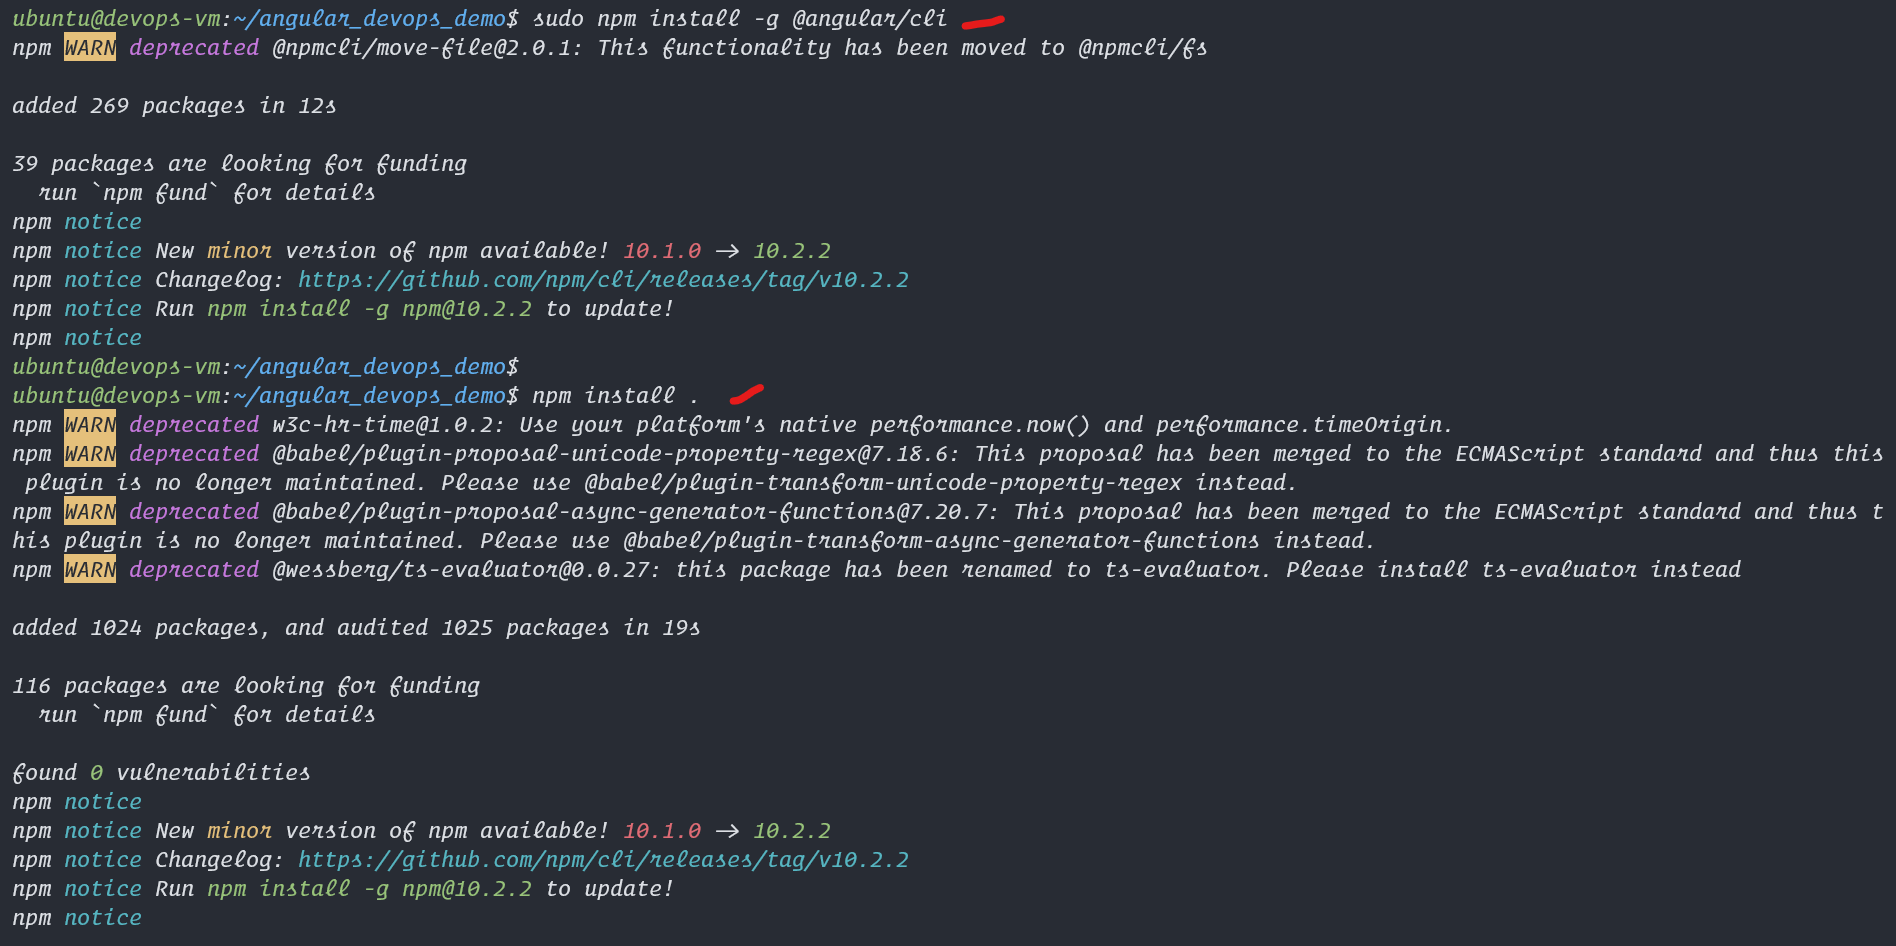 ubuntu@devops-vm:~/angular_devops_demo$ sudo npm install -g @angular/cli
npm WARN deprecated @npmcli/move-file@2.0.1: This functionality has been moved to @npmcli/fs
added 269 packages in 12s
39 packages are looking for funding
  run `npm fund` for details
npm notice
npm notice New minor version of npm available! 10.1.0 -> 10.2.2
npm notice Changelog: https://github.com/npm/cli/releases/tag/v10.2.2
npm notice Run npm install -g npm@10.2.2 to update!
npm notice
ubuntu@devops-vm:~/angular_devops_demo$
ubuntu@devops-vm:~/angular_devops_demo$ npm install .
npm WARN deprecated w3c-hr-time@1.0.2: Use your platform's native performance.now() and performance.timeOrigin.
npm WARN deprecated @babel/plugin-proposal-unicode-property-regex@7.18.6: This proposal has been merged to the ECMAScript standard and thus this
 plugin is no longer maintained. Please use @babel/plugin-transform-unicode-property-regex instead.
npm WARN deprecated @babel/plugin-proposal-async-generator-functions@7.20.7: This proposal has been merged to the ECMAScript standard and thus t
his plugin is no longer maintained. Please use @babel/plugin-transform-async-generator-functions instead.
npm WARN deprecated @wessberg/ts-evaluator@0.0.27: this package has been renamed to ts-evaluator. Please install ts-evaluator instead
added 1024 packages, and audited 1025 packages in 19s
116 packages are looking for funding
  run `npm fund` for details
found 0 vulnerabilities
npm notice
npm notice New minor version of npm available! 10.1.0 -> 10.2.2
npm notice Changelog: https://github.com/npm/cli/releases/tag/v10.2.2
npm notice Run npm install -g npm@10.2.2 to update!
npm notice